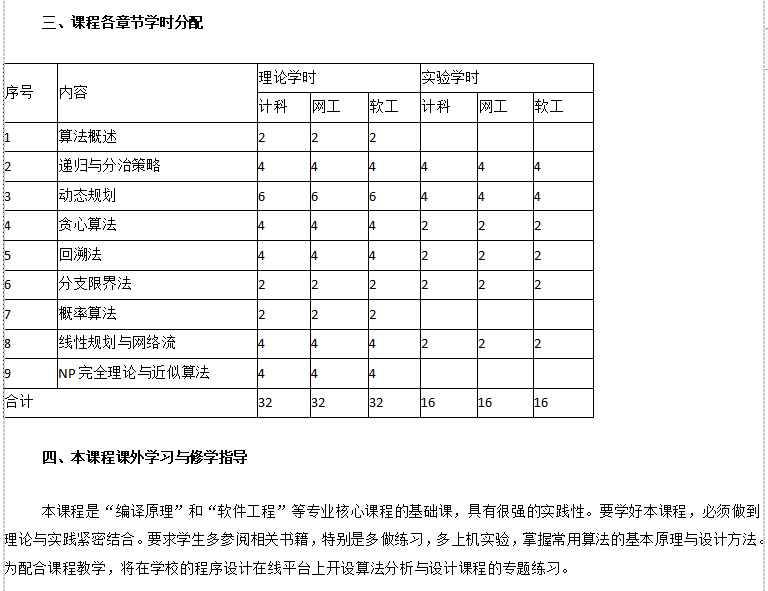 三、课程各章节学时分配
序号 内容 理论学时 实验学时
计科 网工 软工 计科 网工 软工
1 算法概述 2 2 2
2 递归与分治策略 4 4 4 4 4 4
3 动态规划 6 6 6 4 4 4
4 贪心算法 4 4 4 2 2 2
5 回溯法 4 4 4 2 2 2
6 分支限界法 2 2 2 2 2 2
7 概率算法 2 2 2
8 线性规划与网络流 4 4 4 2 2 2
9 NP 完全理论与近似算法 4 4 4
合计 32 32 32 16 16 16
四、本课程课外学习与修学指导
本课程是“编译原理”和“软件工程”等专业核心课程的基础课，具有很强的实践性。要学好本课程，必须做到
理论与实践紧密结合。要求学生多参阅相关书籍，特别是多做练习，多上机实验，掌握常用算法的基本原理与设计方法。
为配合课程教学，将在学校的程序设计在线平台上开设算法分析与设计课程的专题练习。